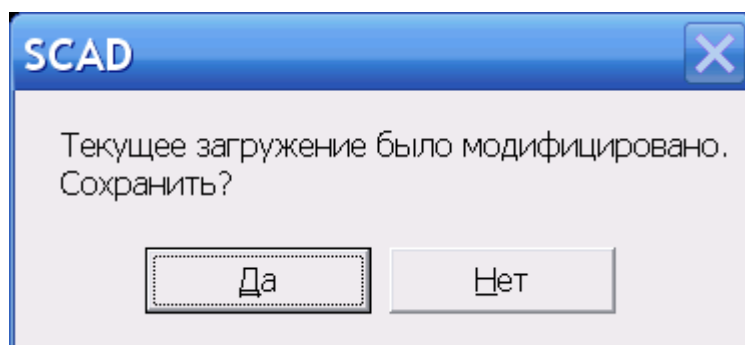 SCAD
Текущее загружение было модифицировано.
Сохранить?
Да
Нет